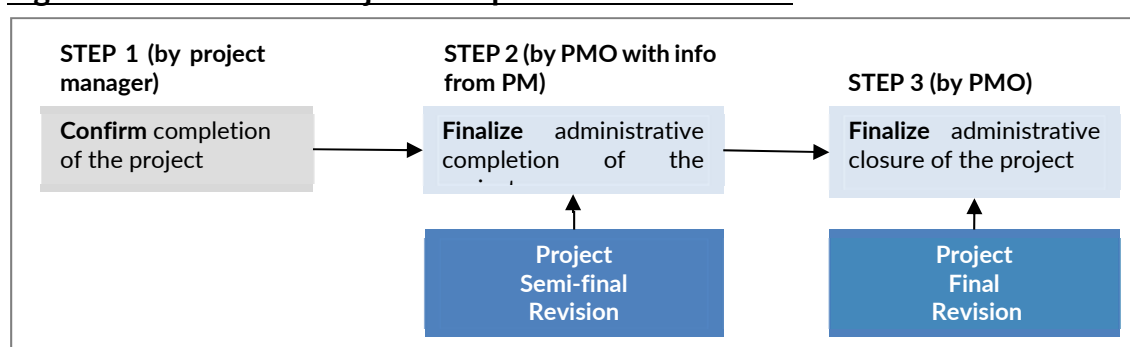 STEP 1 (by project
manager)
STEP 2 (by PMO with info
from PM)
STEP 3 (by PMO)
Confirm completion
of the project
Finalize administrative
completion of the
Finalize administrative
closure of the project
Project
Semi-final
Revision
Project
Final
Revision